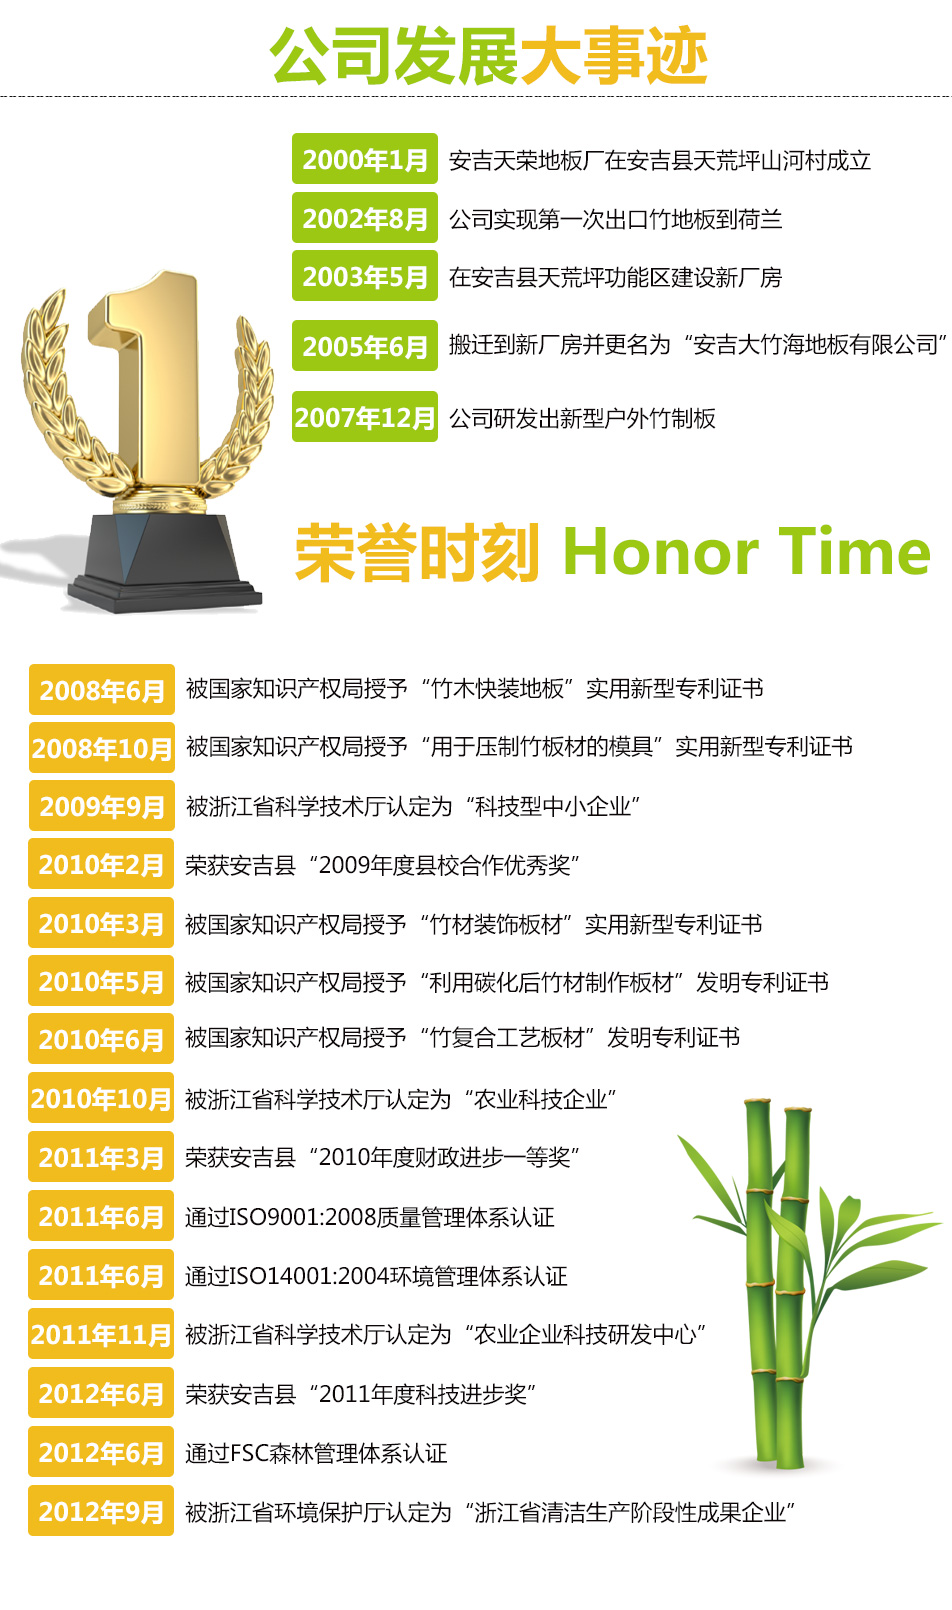 公司发展大事迹
2000年1月 安吉天荣地板厂在安吉县天荒坪山河村成立
2002年8月 公司实现第一次出口竹地板到荷兰
2003年5月 在安吉县天荒坪功能区建设新厂房
2005年6月 搬迁到新厂房并更名为“安吉大竹海地板有限公司”
2007年12月 公司研发出新型户外竹制板
荣誉时刻 Honor Time
2008年6月 被国家知识产权局授予“竹木快装地板”实用新型专利证书
2008年10月 被国家知识产权局授予“用于压制竹板材的模具”实用新型专利证书
2009年9月 被浙江省科学技术厅认定为“科技型中小企业”
2010年2月 荣获安吉县“2009年度县校合作优秀奖”
2010年3月 被国家知识产权局授予“竹材装饰板材”实用新型专利证书
2010年5月 被国家知识产权局授予“利用碳化后竹材制作板材”发明专利证书
2010年6月 被国家知识产权局授予“竹复合工艺板材”发明专利证书
2010年10月 被浙江省科学技术厅认定为“农业科技企业”
2011年3月 荣获安吉县“2010年度财政进步一等奖”
2011年6月 通过ISO9001:2008质量管理体系认证
2011年6月 通过ISO14001:2004环境管理体系认证
2011年11月 被浙江省科学技术厅认定为“农业企业科技研发中心”
2012年6月 荣获安吉县“2011年度科技进步奖”
2012年6月 通过FSC森林管理体系认证
2012年9月 被浙江省环境保护厅认定为“浙江省清洁生产阶段性成果企业”